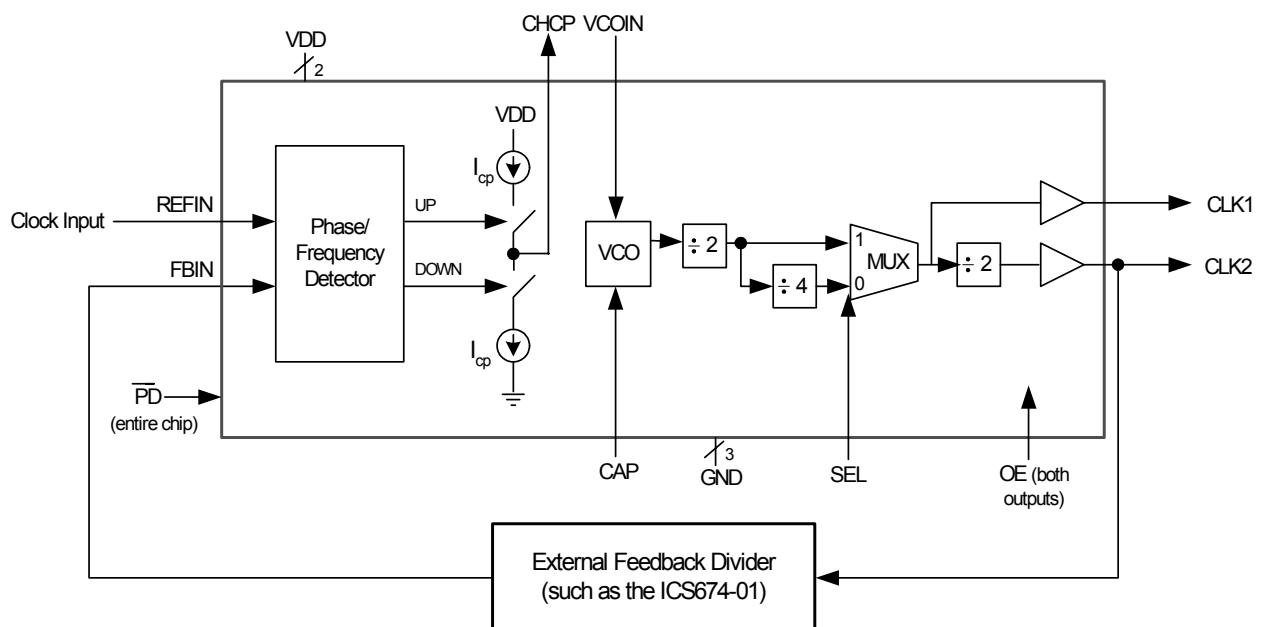 CHCP VCOIN
VDD
2
VDD
I cp
Clock Input
REFIN
FBIN
Phase/
Frequency
Detector
UP
DOWN
I cp
VCO
÷ 2
÷ 4
1
MUX
0
÷ 2
CLK1
CLK2
PD
(entire chip)
CAP
3
GND
SEL
OE (both
outputs)
External Feedback Divider
(such as the ICS674-01)